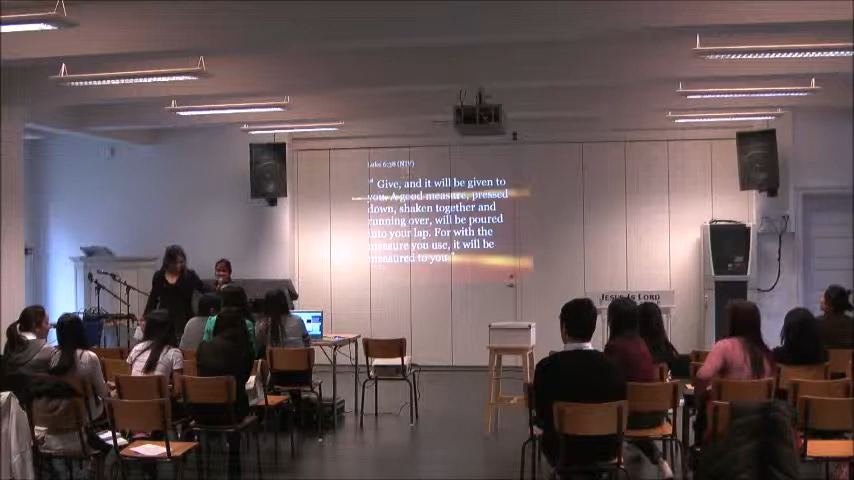 Luke 6:38 (NIV)
38 " Give, and it will be given to
you. A good measure, pressed
down, shaken together and
running over, will be poured
into your lap. For with the
measure you use, it will be
measured to you."
JESUS IS LORD